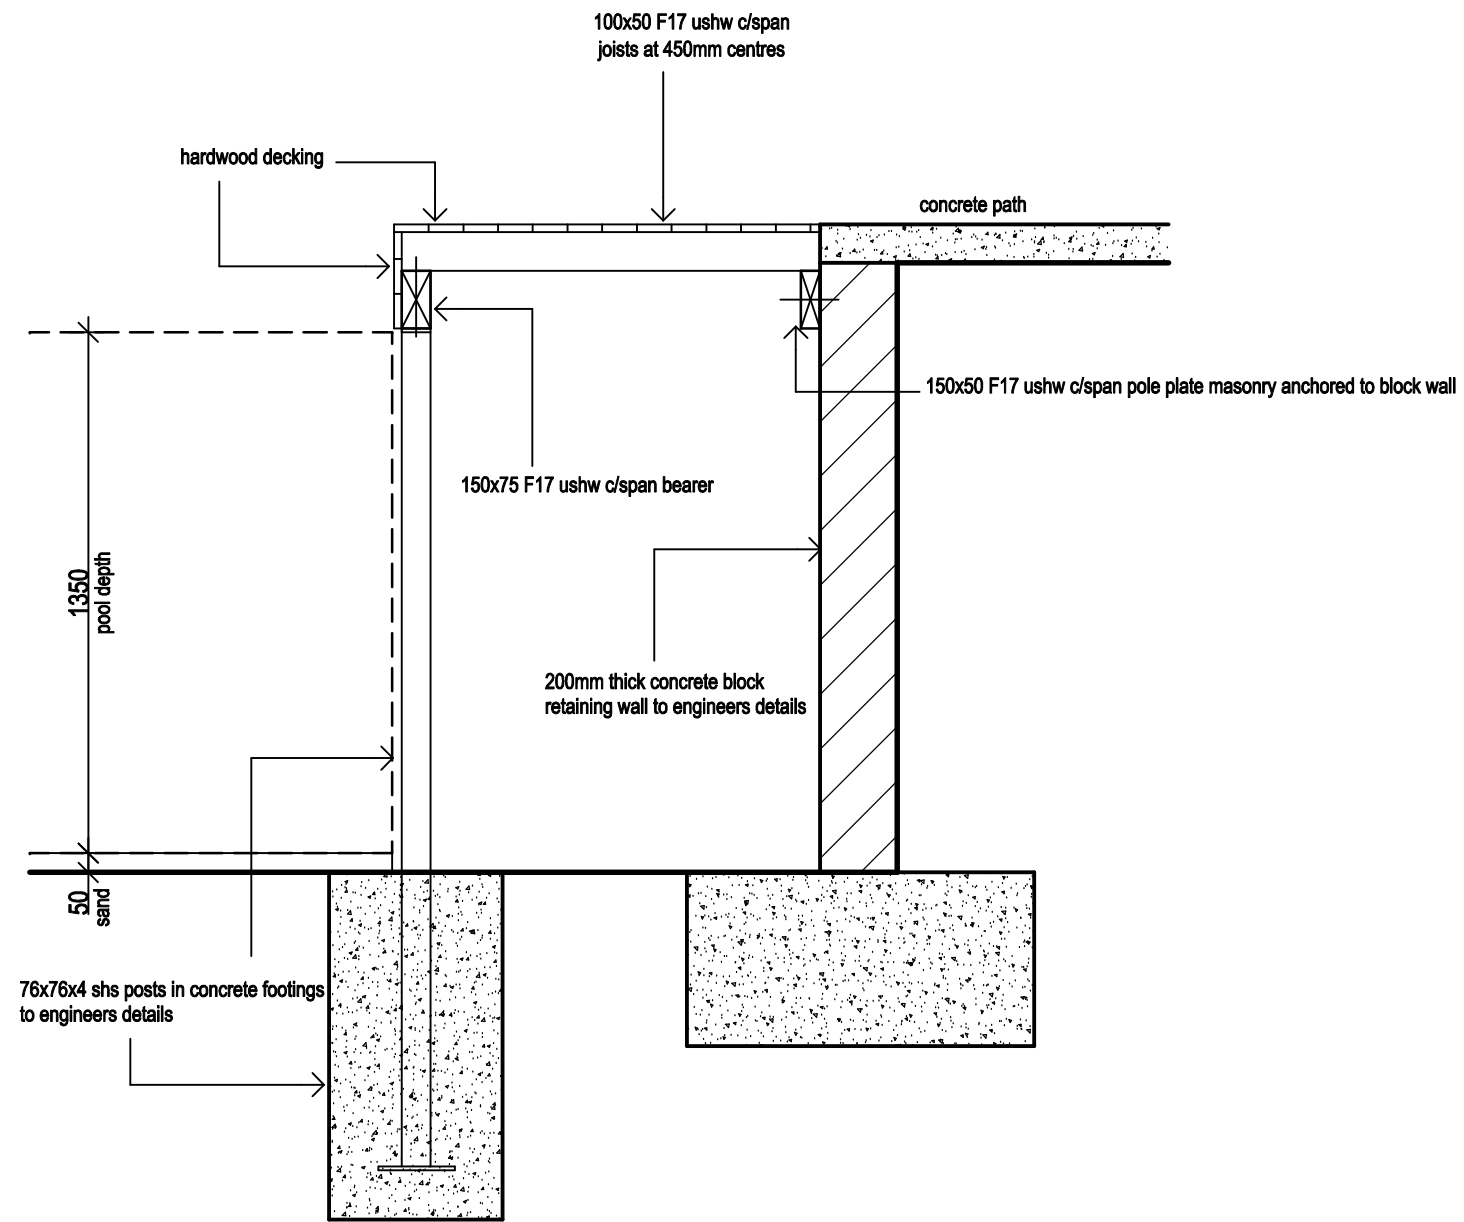 100x50 F17 ushw c/span
joists at 450mm centres
hardwood decking
concrete path
150x50 F17 ushw c/span pole plate masonry anchored to block wall
150x75 F17 ushw c/span bearer
1350
pool depth
200mm thick concrete block
retaining wall to engineers details
50
sand
76x76x4 shs posts in concrete footings
to engineers details